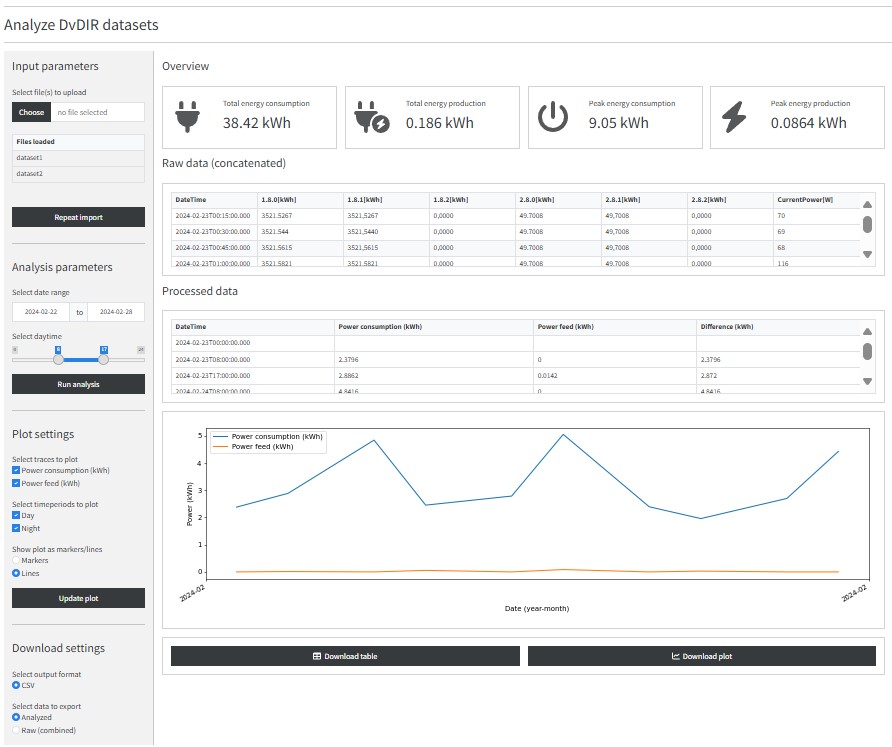 Analyze DvDIR datasets
Input parameters
Select file(s) to upload
Choose no file selected
Files loaded
dataset1
dataset2
Repeat import
Analysis parameters
Select date range
2024-02-22 to 2024-02-28
Select daytime
8 17 24
Run analysis
Plot settings
Select traces to plot
Power consumption (kWh)
Power feed (kWh)
Select timeperiods to plot
Day
Night
Show plot as markers/lines
Markers
Lines
Update plot
Download settings
Select output format
CSV
Select data to export
Analyzed
Raw (combined)
Overview
Total energy consumption
38.42 kWh
Total energy production
0.186 kWh
Peak energy consumption
9.05 kWh
Peak energy production
0.0864 kWh
Raw data (concatenated)
DateTime 1.8.0[kWh] 1.8.1[kWh] 1.8.2[kWh] 2.8.0[kWh] 2.8.1[kWh] 2.8.2[kWh] CurrentPower[W]
2024-02-23T00:15:00.000 3521.5267 3521,5267 0,0000 49.7008 49,7008 0,0000 70
2024-02-23T00:30:00.000 3521.544 3521,5440 0,0000 49.7008 49,7008 0,0000 69
2024-02-23T00:45:00.000 3521.5615 3521,5615 0,0000 49.7008 49,7008 0,0000 68
2024-02-23T01:00:00.000 3521.5821 3521,5821 0,0000 49.7008 49,7008 0,0000 116
Processed data
DateTime Power consumption (kWh) Power feed (kWh) Difference (kWh)
2024-02-23T00:00:00.000
2024-02-23T08:00:00.000 2.3796 0 2.3796
2024-02-23T17:00:00.000 2.8862 0.0142 2.872
2024-02-24T08:00:00.000 4.8416 0 4.8416
Power consumption (kWh)
Power feed (kWh)
5
4
3
2
1
0
Power (kWh)
2024-02
2024-02
Date (year-month)
Download table
Download plot